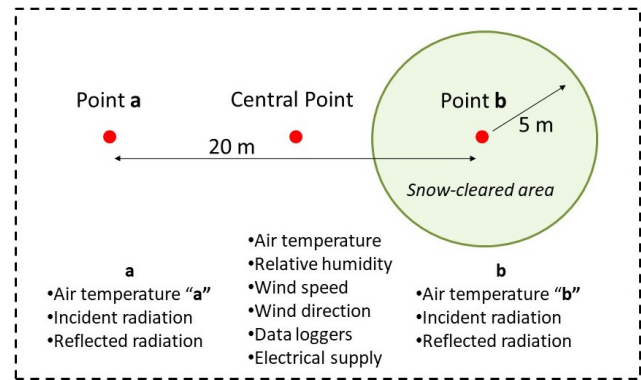 Point a
Central Point
Point b
5 m
20 m
Snow-cleared area
a
•Air temperature “a”
•Incident radiation
•Reflected radiation
•Air temperature
•Relative humidity
•Wind speed
•Wind direction
•Data loggers
•Electrical supply
b
•Air temperature “b”
•Incident radiation
•Reflected radiation